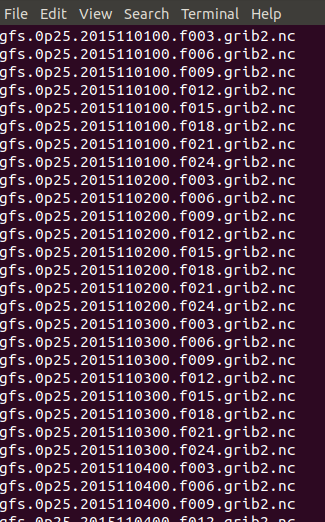 File Edit View Search Terminal Help
gfs.0p25.2015110100.f003.grib2.nc
gfs.0p25.2015110100.f006.grib2.nc
gfs.0p25.2015110100.f009.grib2.nc
gfs.0p25.2015110100.f012.grib2.nc
gfs.0p25.2015110100.f015.grib2.nc
gfs.0p25.2015110100.f018.grib2.nc
gfs.0p25.2015110100.f021.grib2.nc
gfs.0p25.2015110100.f024.grib2.nc
gfs.0p25.2015110200.f003.grib2.nc
gfs.0p25.2015110200.f006.grib2.nc
gfs.0p25.2015110200.f009.grib2.nc
gfs.0p25.2015110200.f012.grib2.nc
gfs.0p25.2015110200.f015.grib2.nc
gfs.0p25.2015110200.f018.grib2.nc
gfs.0p25.2015110200.f021.grib2.nc
gfs.0p25.2015110200.f024.grib2.nc
gfs.0p25.2015110300.f003.grib2.nc
gfs.0p25.2015110300.f006.grib2.nc
gfs.0p25.2015110300.f009.grib2.nc
gfs.0p25.2015110300.f012.grib2.nc
gfs.0p25.2015110300.f015.grib2.nc
gfs.0p25.2015110300.f018.grib2.nc
gfs.0p25.2015110300.f021.grib2.nc
gfs.0p25.2015110300.f024.grib2.nc
gfs.0p25.2015110400.f003.grib2.nc
gfs.0p25.2015110400.f006.grib2.nc
gfs.0p25.2015110400.f009.grib2.nc
gfs.0p25.2015110400.f012.grib2.nc